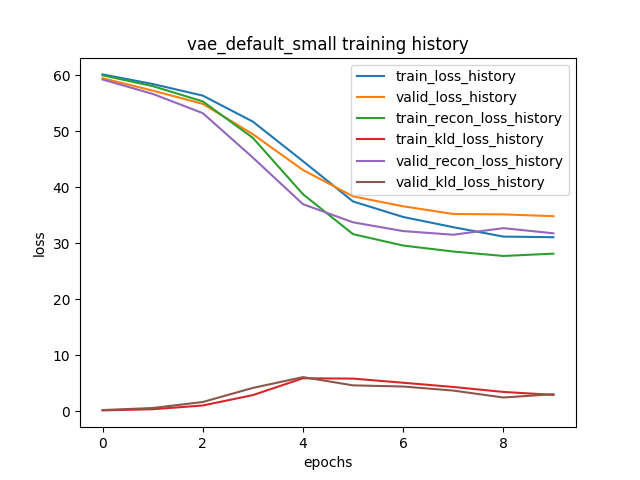 vae_default_small training history
train_loss_history
valid_loss_history
train_recon_loss_history
train_kld_loss_history
valid_recon_loss_history
valid_kld_loss_history
60
50
40
30
20
10
0
loss
0 2 4 6 8
epochs